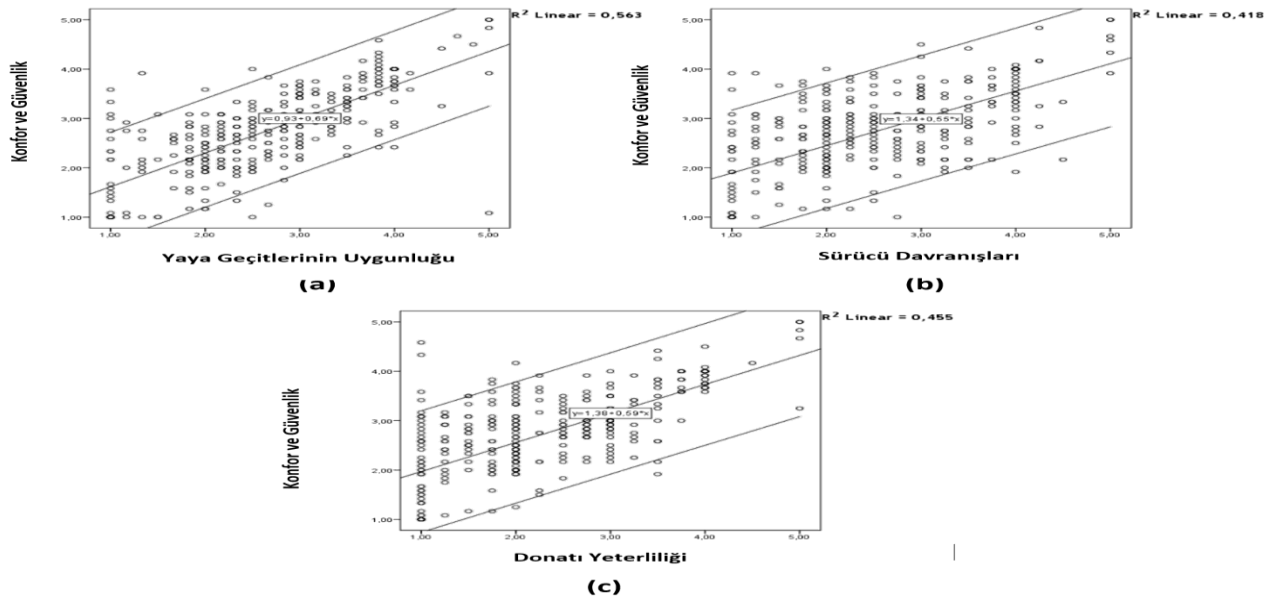 R² Linear = 0,563
Konfor ve Güvenlik
5,00
4,00
3,00
2,00
1,00
y=0,93+0,69*x
1,00 2,00 3,00 4,00 5,00
Yaya Geçitlerinin Uygunluğu
(a)
R² Linear = 0,418
Konfor ve Güvenlik
5,00
4,00
3,00
2,00
1,00
y=1,34+0,55*x
1,00 2,00 3,00 4,00 5,00
Sürücü Davranışları
(b)
R² Linear = 0,455
Konfor ve Güvenlik
5,00
4,00
3,00
2,00
1,00
y=1,38+0,59*x
1,00 2,00 3,00 4,00 5,00
Donatı Yeterliliği
(c)